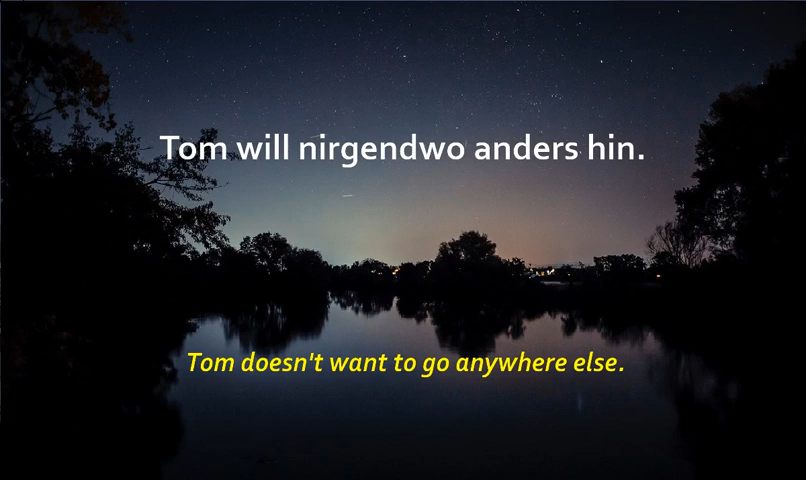 Tom will nirgendwo anders hin.
Tom doesn't want to go anywhere else.